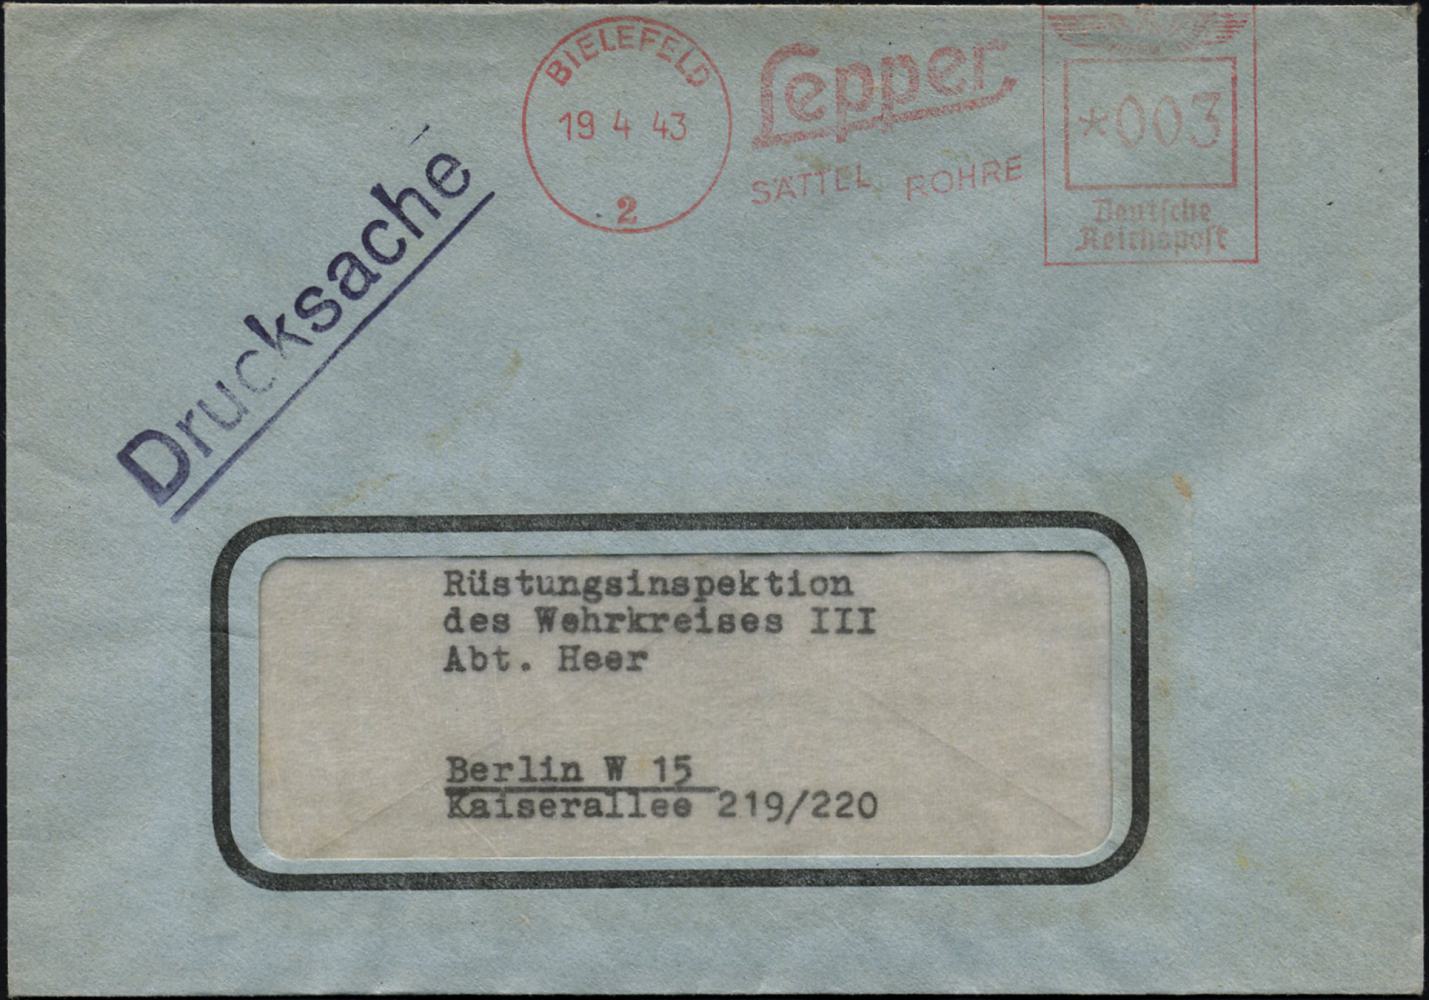 BIELEFELD
19 4 43
2
Lepper
SÄTTEL ROHRE
*003
Deutsche
Reichspost
Drucksache
Rüstungsinspektion
des Wehrkreises III
Abt. Heer
Berlin W 15
Kaiserallee 219/220